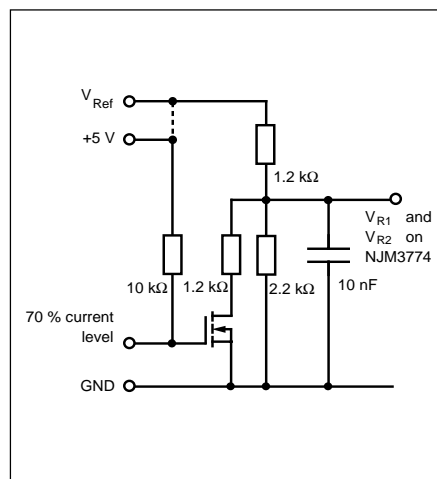 V Ref
+5 V
1.2 kΩ
V R1 and
V R2 on
NJM3774
10 kΩ
1.2 kΩ
2.2 kΩ
10 nF
70 % current
level
GND